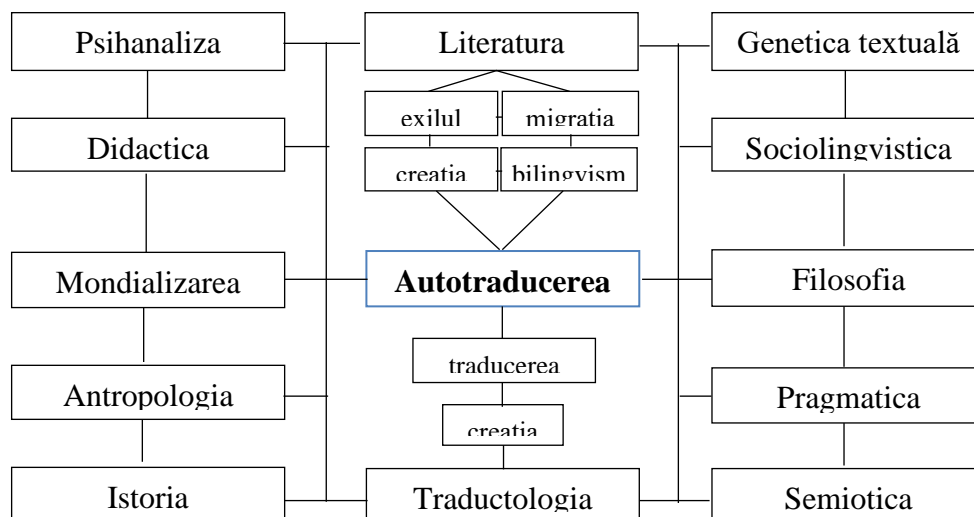 Psihanaliza
Literatura
Genetica textuală
exilul
migratia
Didactica
Sociolingvistica
creatia
bilingvism
Mondializarea
Autotraducerea
Filosofia
traducerea
Antropologia
Pragmatica
creatia
Istoria
Traductologia
Semiotica